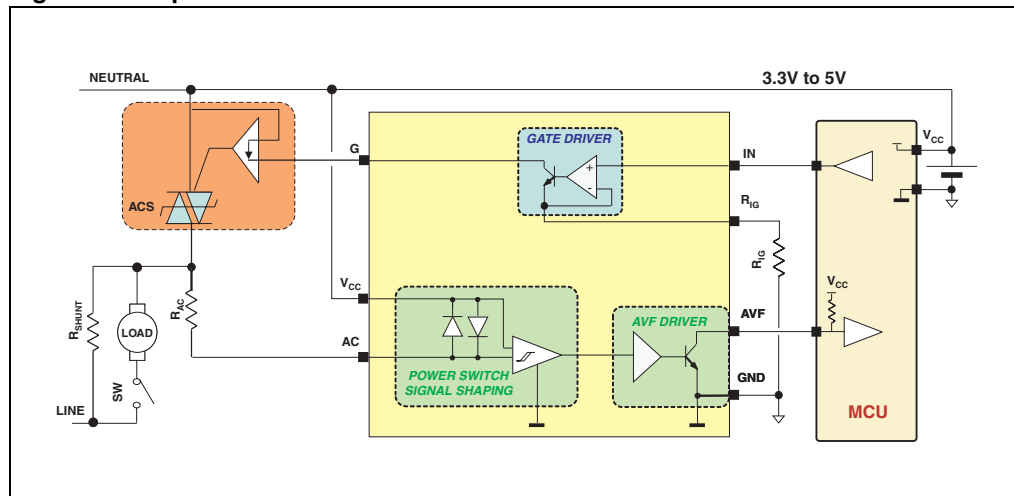 NEUTRAL
3.3V to 5V
GATE DRIVER
G
IN
VCC
ACS
RIG
RIG
RSHUNT
LOAD
RAC
VCC
VCC
AC
AVF DRIVER
AVF
POWER SWITCH
SIGNAL SHAPING
GND
SW
LINE
MCU
+
-